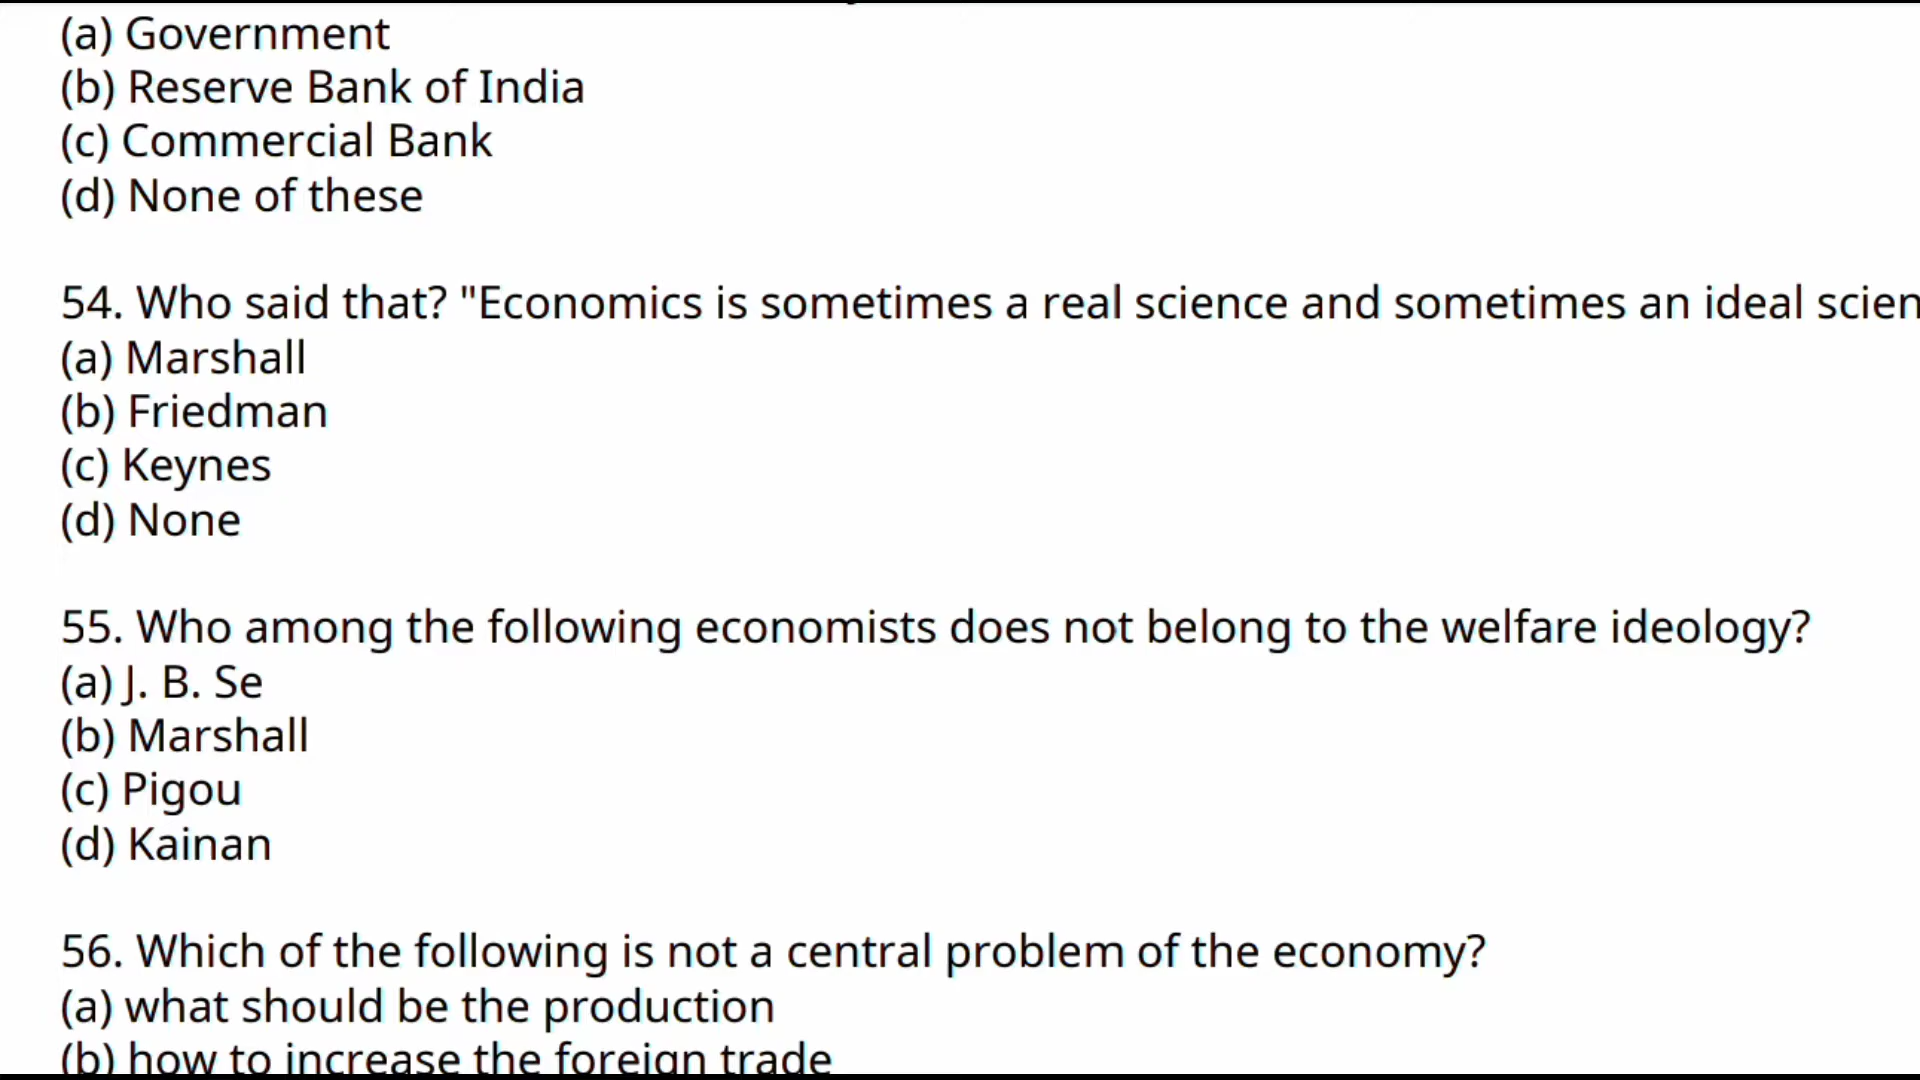 (a) Government
(b) Reserve Bank of India
(c) Commercial Bank
(d) None of these
54. Who said that? "Economics is sometimes a real science and sometimes an ideal scien
(a) Marshall
(b) Friedman
(c) Keynes
(d) None
55. Who among the following economists does not belong to the welfare ideology?
(a) J. B. Se
(b) Marshall
(c) Pigou
(d) Kainan
56. Which of the following is not a central problem of the economy?
(a) what should be the production
(b) how to increase the foreign trade